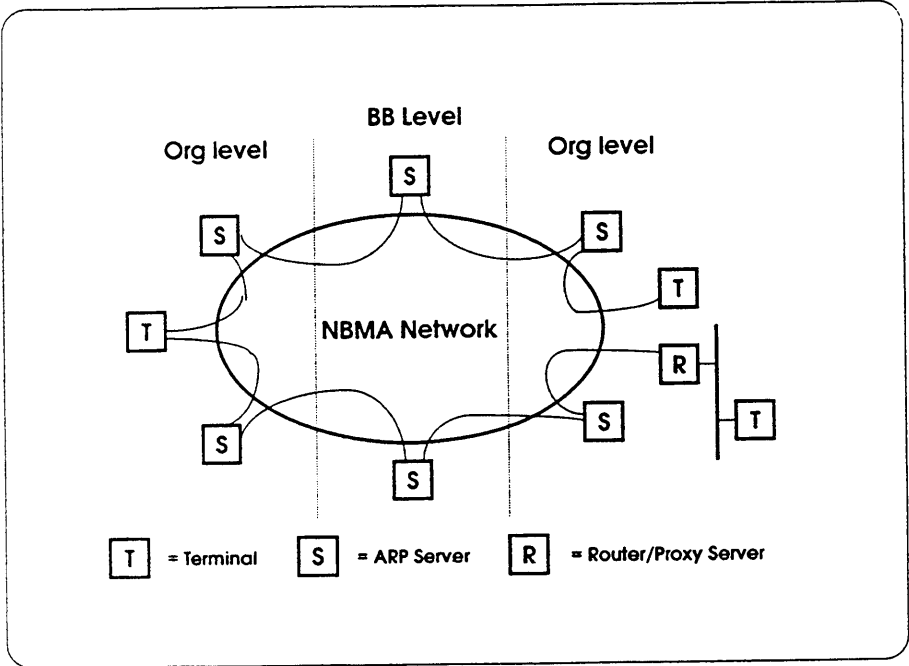 BB Level
Org level
Org level
S
S
S
T
T
NBMA Network
R
T
S
S
S
T = Terminal
S = ARP Server
R = Router/Proxy Server